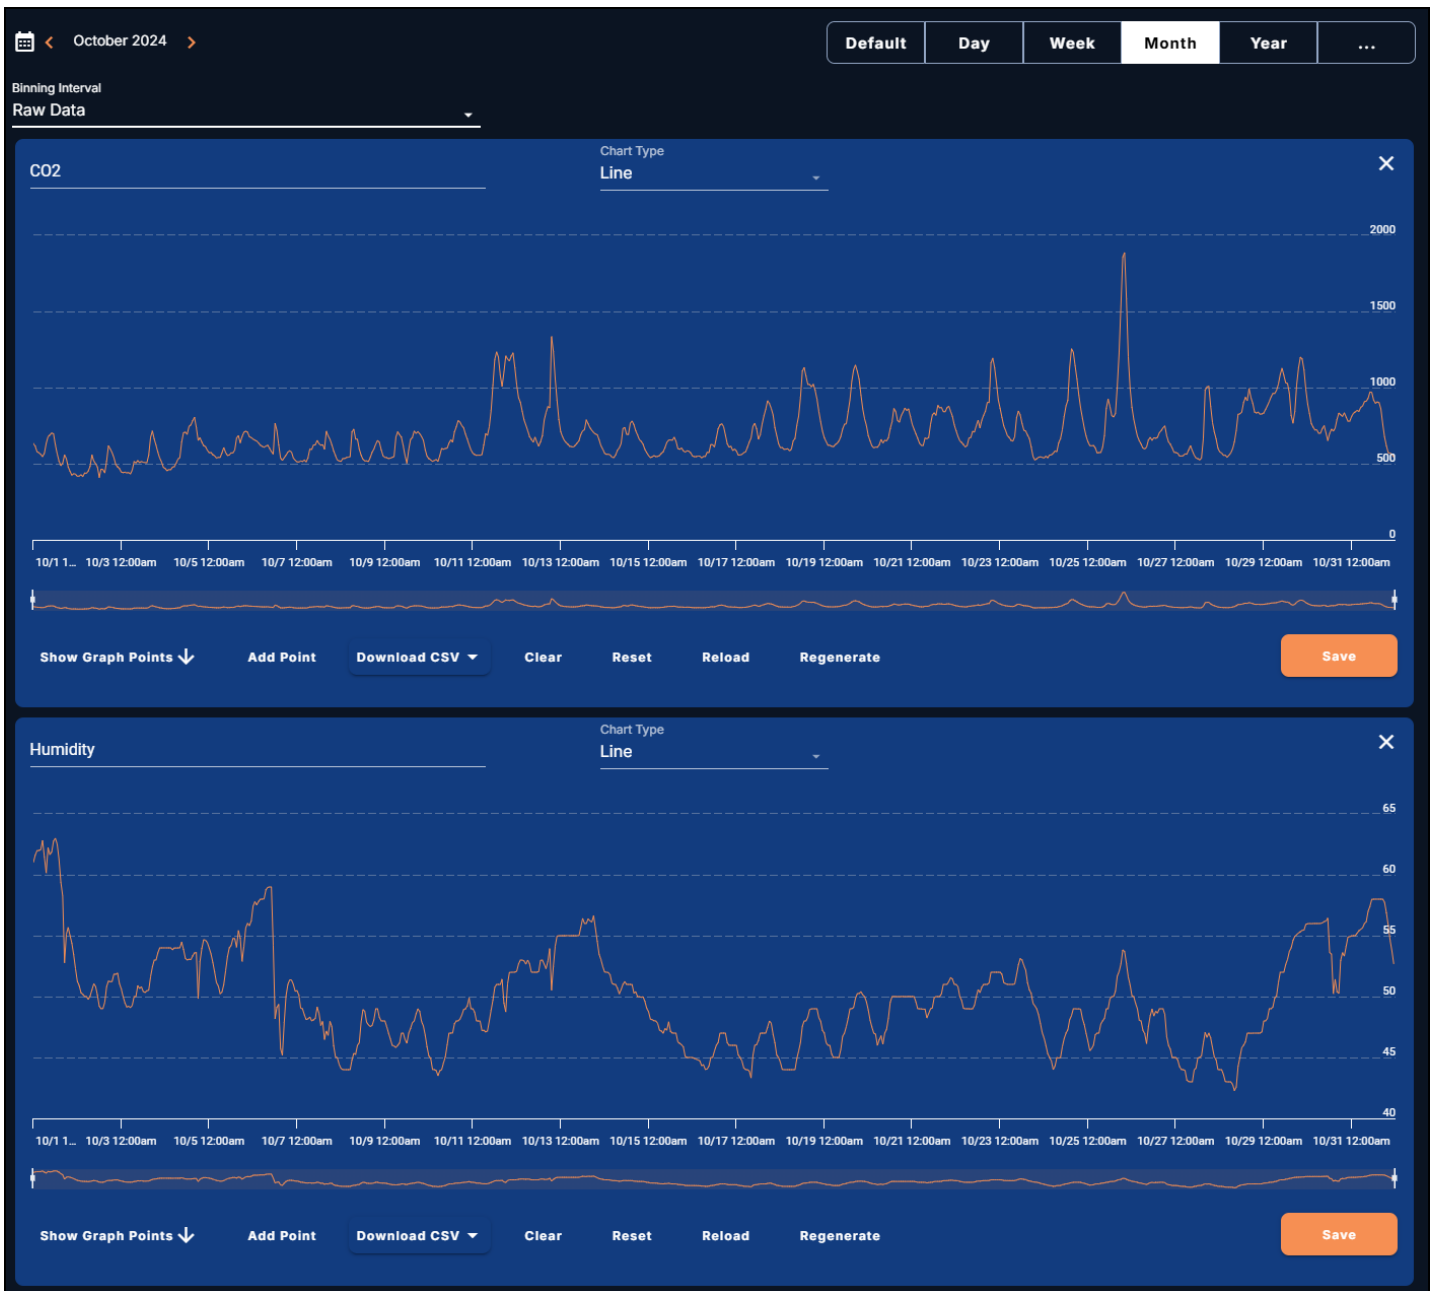 October 2024
Default Day Week Month Year ...
Binning Interval
Raw Data
CO2
Chart Type
Line
2000
1500
1000
500
0
10/1 1... 10/3 12:00am 10/5 12:00am 10/7 12:00am 10/9 12:00am 10/11 12:00am 10/13 12:00am 10/15 12:00am 10/17 12:00am 10/19 12:00am 10/21 12:00am 10/23 12:00am 10/25 12:00am 10/27 12:00am 10/29 12:00am 10/31 12:00am
Show Graph Points Add Point Download CSV Clear Reset Reload Regenerate Save
Humidity
Chart Type
Line
65
60
55
50
45
40
10/1 1... 10/3 12:00am 10/5 12:00am 10/7 12:00am 10/9 12:00am 10/11 12:00am 10/13 12:00am 10/15 12:00am 10/17 12:00am 10/19 12:00am 10/21 12:00am 10/23 12:00am 10/25 12:00am 10/27 12:00am 10/29 12:00am 10/31 12:00am
Show Graph Points Add Point Download CSV Clear Reset Reload Regenerate Save